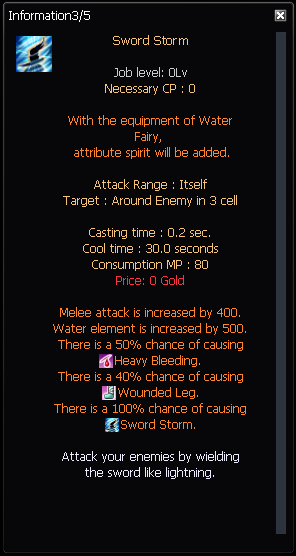 Information3/5
Sword Storm
Job level: 0Lv
Necessary CP : 0
With the equipment of Water
Fairy,
attribute spirit will be added.
Attack Range : Itself
Target : Around Enemy in 3 cell
Casting time : 0.2 sec.
Cool time : 30.0 seconds
Consumption MP : 80
Price: 0 Gold
Melee attack is increased by 400.
Water element is increased by 500.
There is a 50% chance of causing
Heavy Bleeding.
There is a 40% chance of causing
Wounded Leg.
There is a 100% chance of causing
Sword Storm.
Attack your enemies by wielding
the sword like lightning.